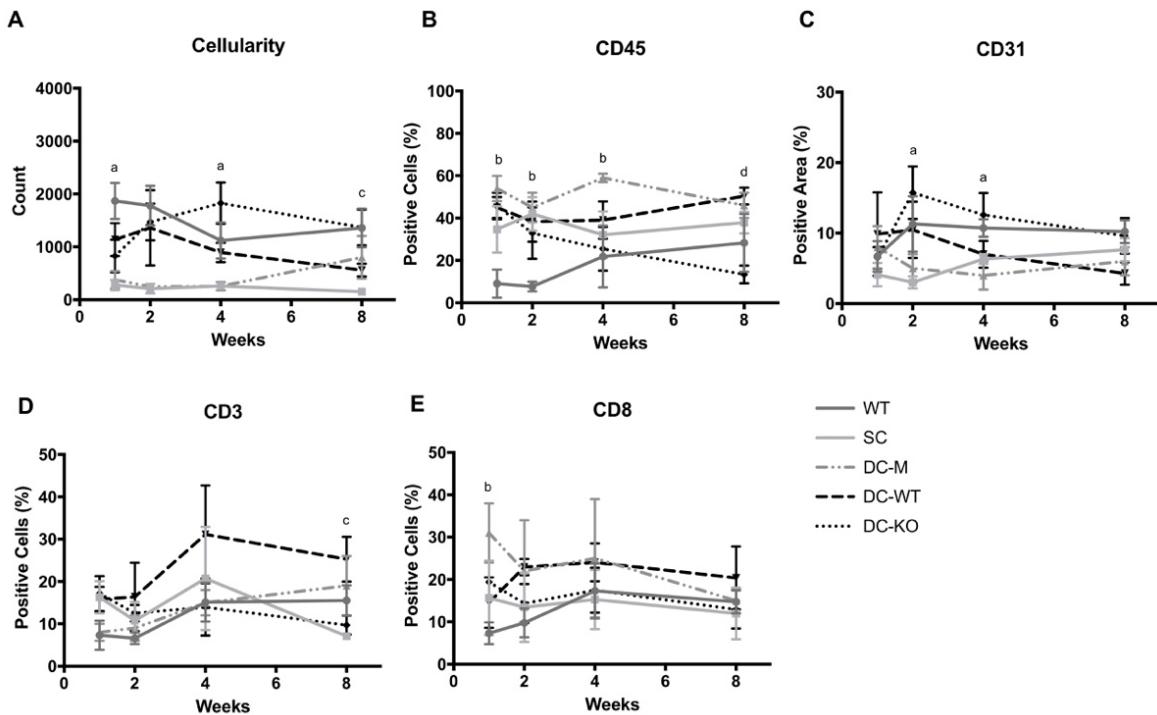 A
Cellularity
4000
3000
2000
1000
0
Count
a
a
c
0
2
4
6
8
Weeks
B
CD45
100
80
60
40
20
0
Positive Cells (%)
b
b
b
d
0
2
4
6
8
Weeks
C
CD31
30
20
10
0
Positive Area (%)
a
a
0
2
4
6
8
Weeks
D
CD3
50
40
30
20
10
0
Positive Cells (%)
c
0
2
4
6
8
Weeks
E
CD8
50
40
30
20
10
0
Positive Cells (%)
b
0
2
4
6
8
Weeks
WT
SC
DC-M
DC-WT
DC-KO